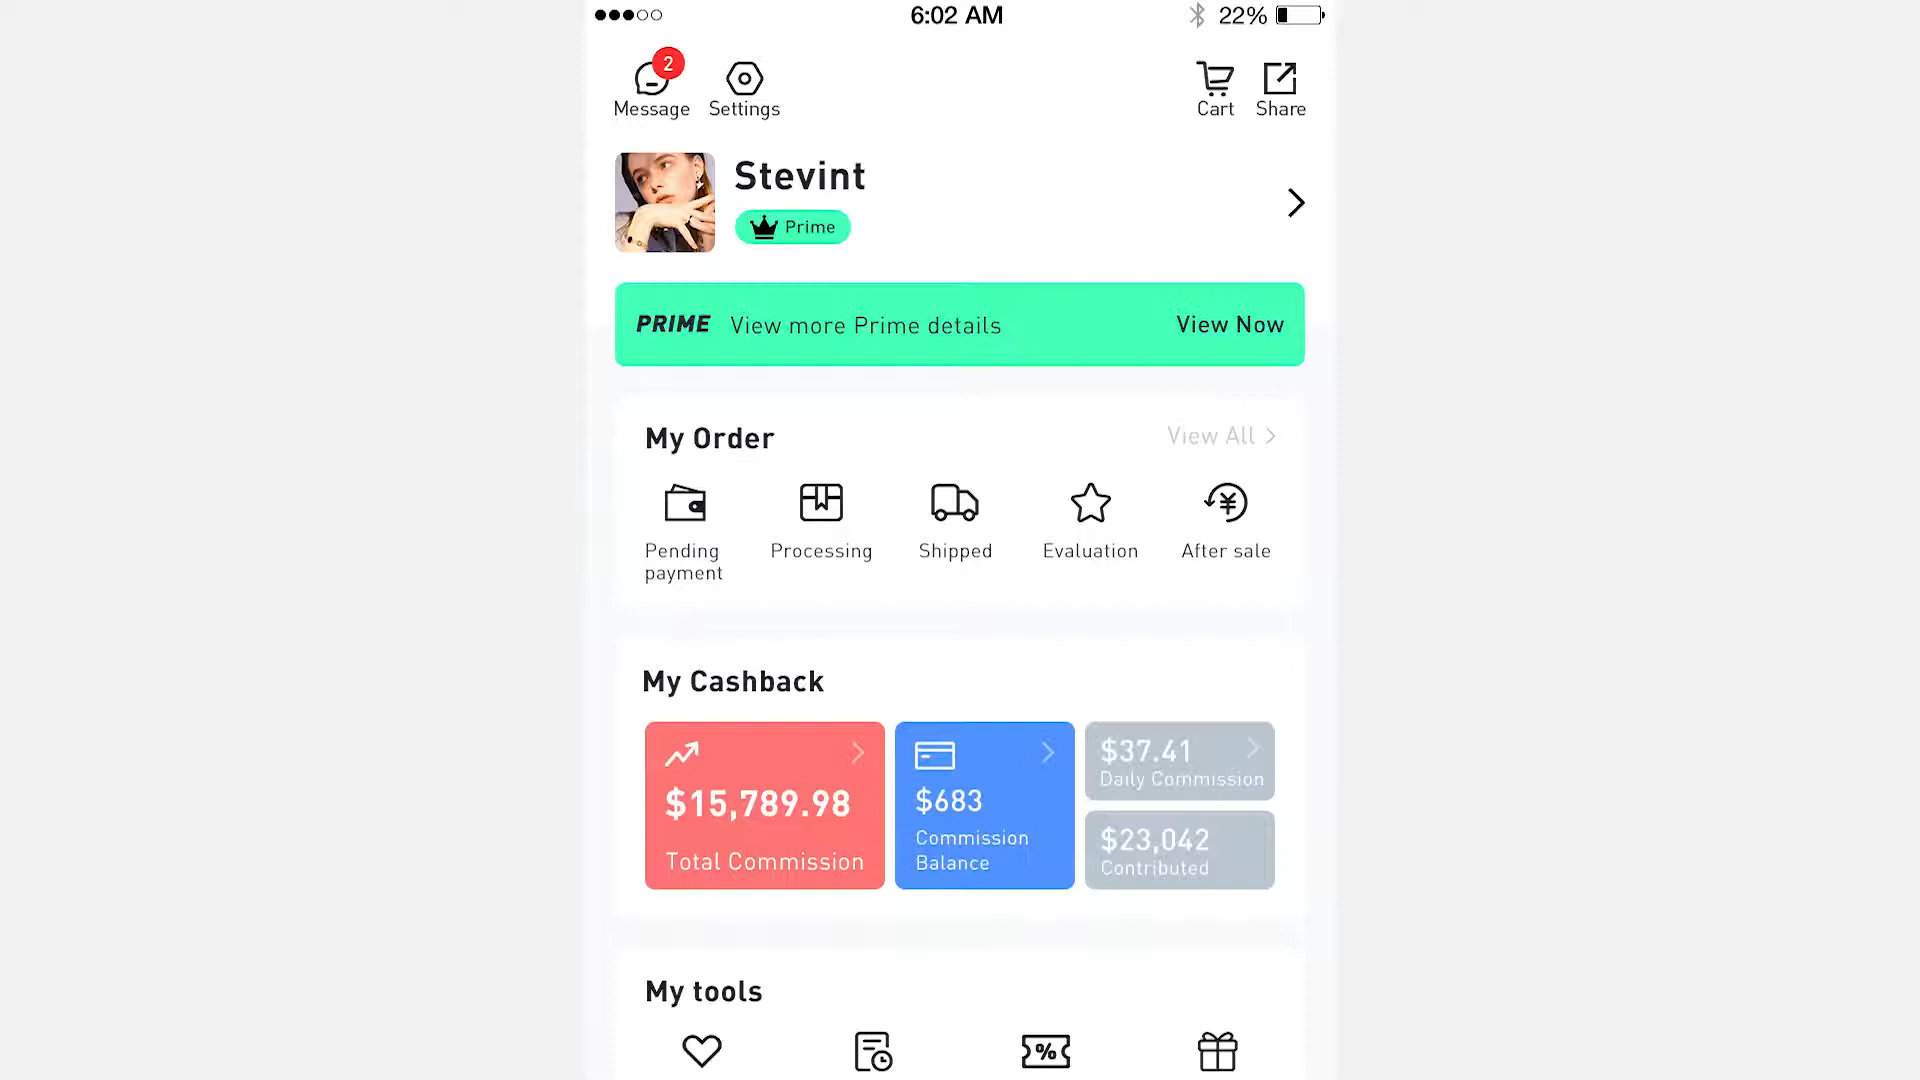 6:02 AM
22%
2
Message
Settings
Cart
Share
Stevint
Prime
PRIME View more Prime details
View Now
My Order
View All
Pending
payment
Processing
Shipped
Evaluation
After sale
My Cashback
$15,789.98
Total Commission
$683
Commission
Balance
$37.41
Daily Commission
$23,042
Contributed
My tools